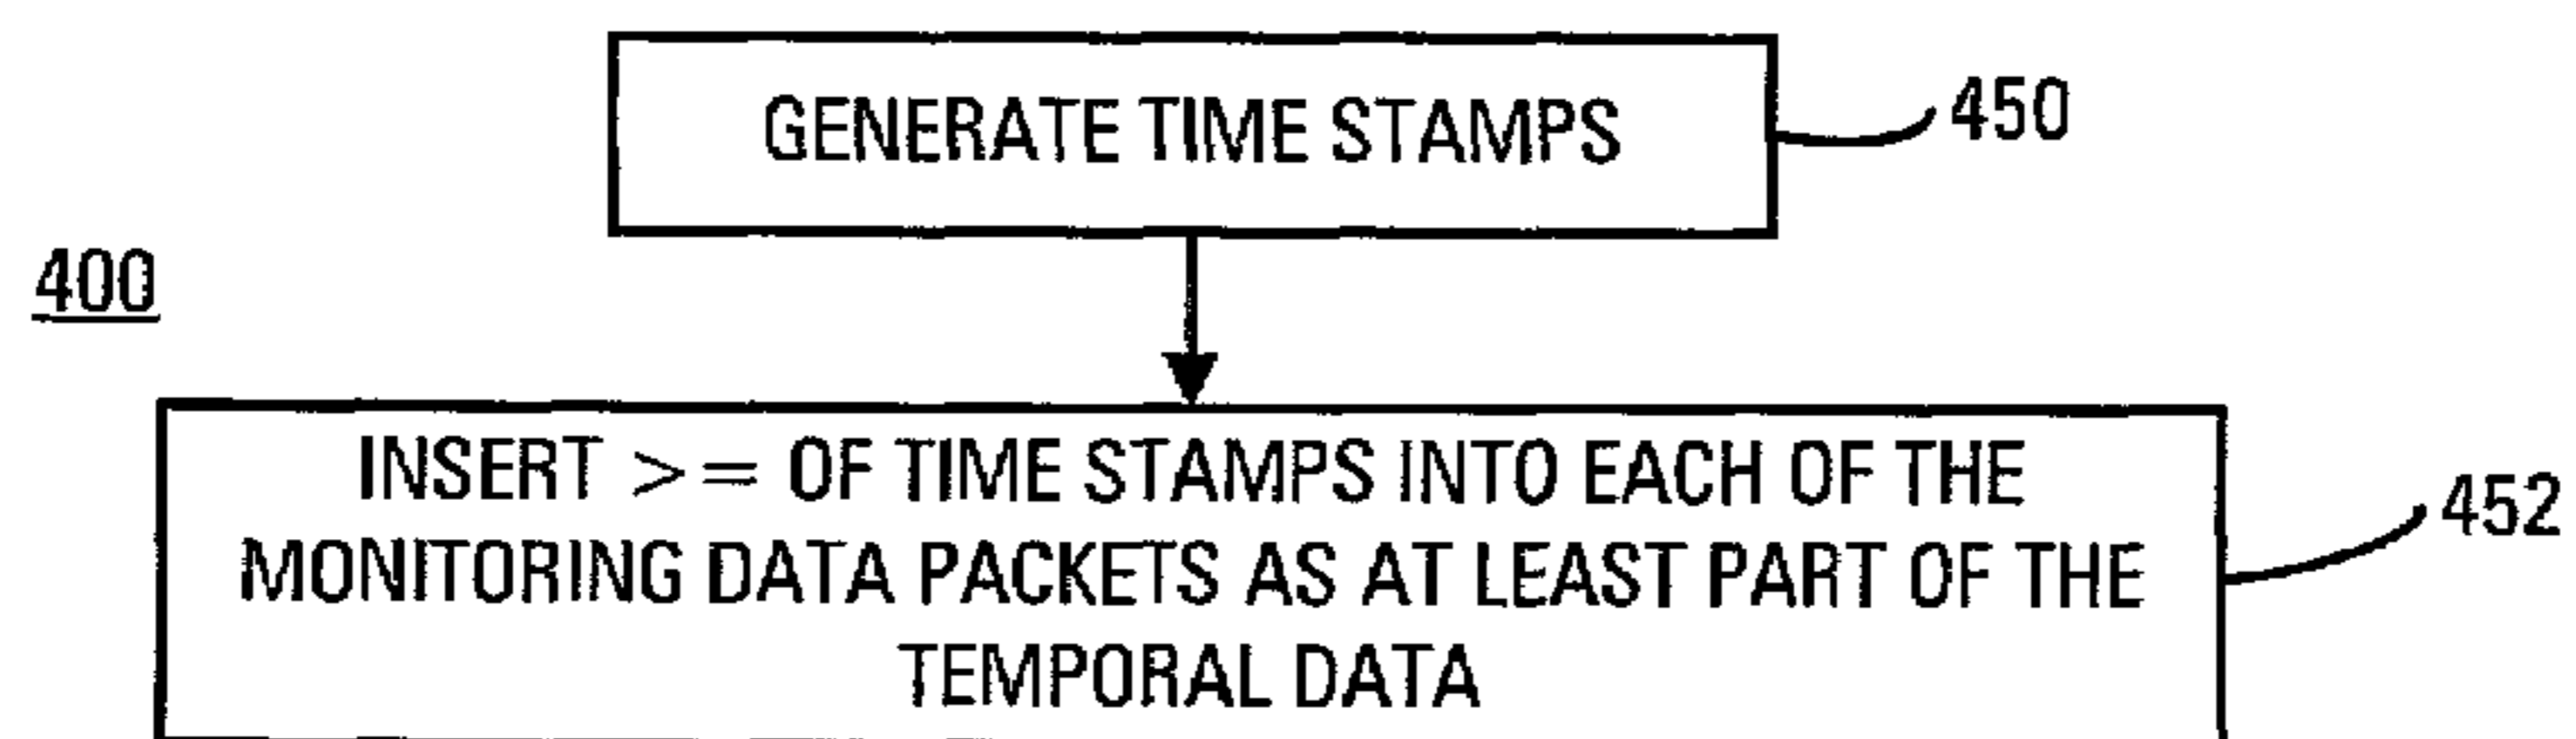 GENERATE TIME STAMPS
450
400
INSERT >= OF TIME STAMPS INTO EACH OF THE
MONITORING DATA PACKETS AS AT LEAST PART OF THE
TEMPORAL DATA
452